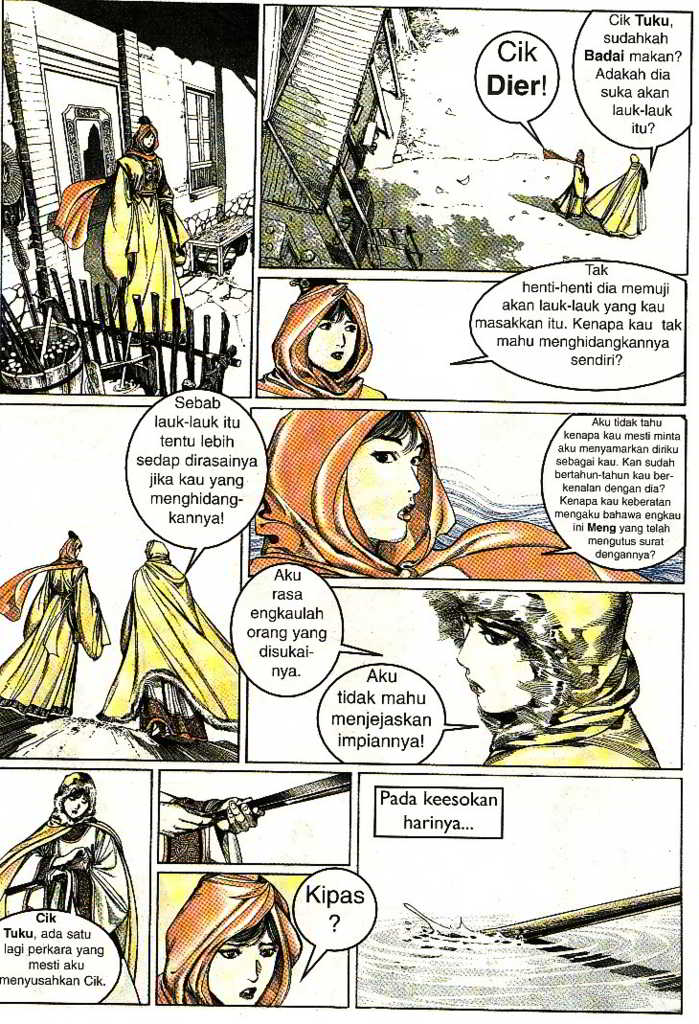 Cik
Dier!
Cik Tuku,
sudahkah
Badai makan?
Adakah dia
suka akan
lauk-lauk
itu?
Tak
henti-henti dia memuji
akan lauk-lauk yang kau
masakkan itu. Kenapa kau tak
mahu menghidangkannya
sendiri?
Sebab
lauk-lauk itu
tentu lebih
sedap dirasainya
jika kau yang
menghidang-
kannya!
Aku tidak tahu
kenapa kau mesti minta
aku menyamarkan diriku
sebagai kau. Kan sudah
bertahun-tahun kau ber-
kenalan dengan dia?
Kenapa kau keberatan
mengaku bahawa engkau
ini Meng yang telah
mengutus surat
dengannya?
Aku
rasa
engkaulah
orang yang
disukai-
nya.
Aku
tidak mahu
menjejaskan
impiannya!
Cik
Tuku, ada satu
lagi perkara yang
mesti aku
menyusahkan Cik.
Kipas
?
Pada keesokan
harinya...